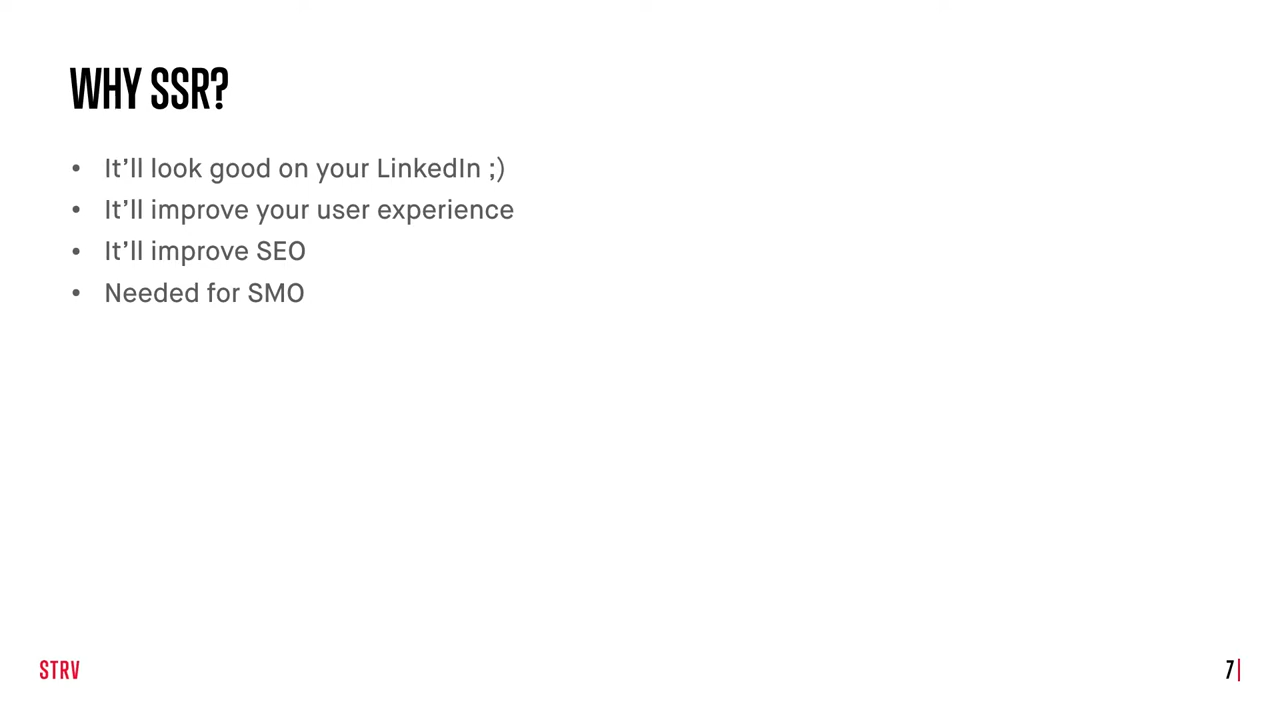 WHY SSR?
• It’ll look good on your LinkedIn ;)
• It’ll improve your user experience
• It’ll improve SEO
• Needed for SMO
STRV
7